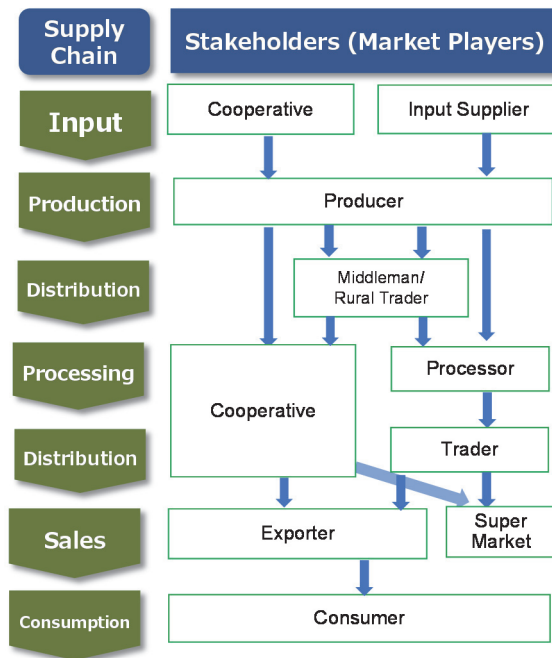 Supply
Chain
Stakeholders (Market Players)
Input
Cooperative
Input Supplier
Production
Producer
Distribution
Middleman/
Rural Trader
Processing
Cooperative
Processor
Distribution
Trader
Sales
Exporter
Super
Market
Consumption
Consumer